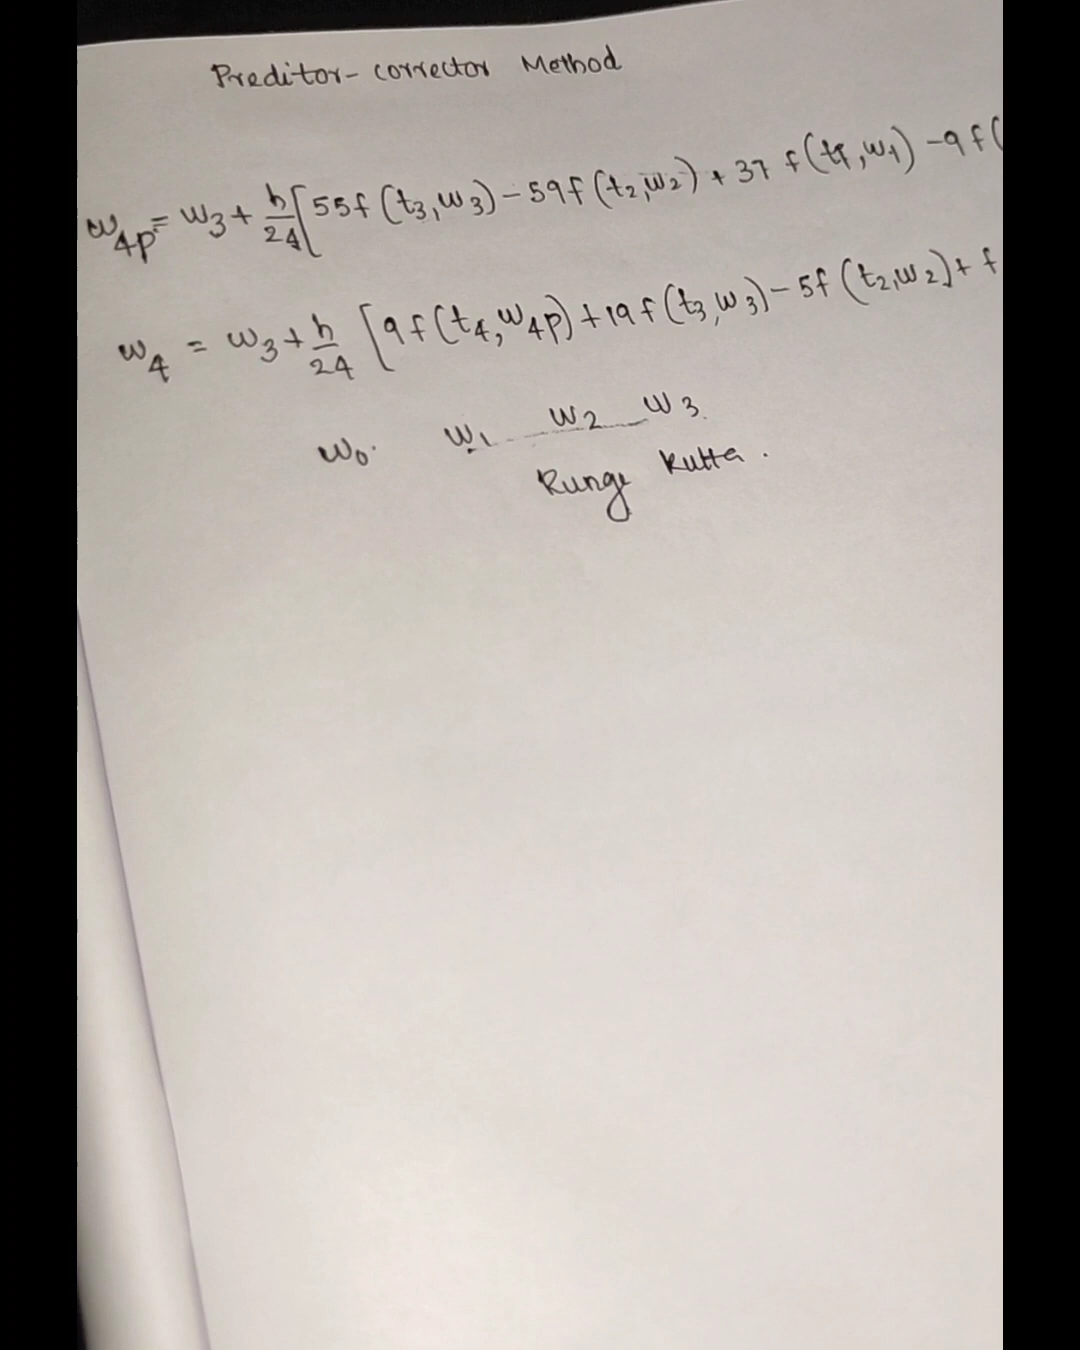 Preditor-corrector Method
w4p = w3 + h/24 [55f(t3,w3) - 59f(t2,w2) + 37 f(t1,w1) - 9f(
w4 = w3 + h/24 [9f(t4,w4p) + 19f(t3,w3) - 5f(t2,w2) + f
w0. w1 w2 w3.
Runge Kutta.